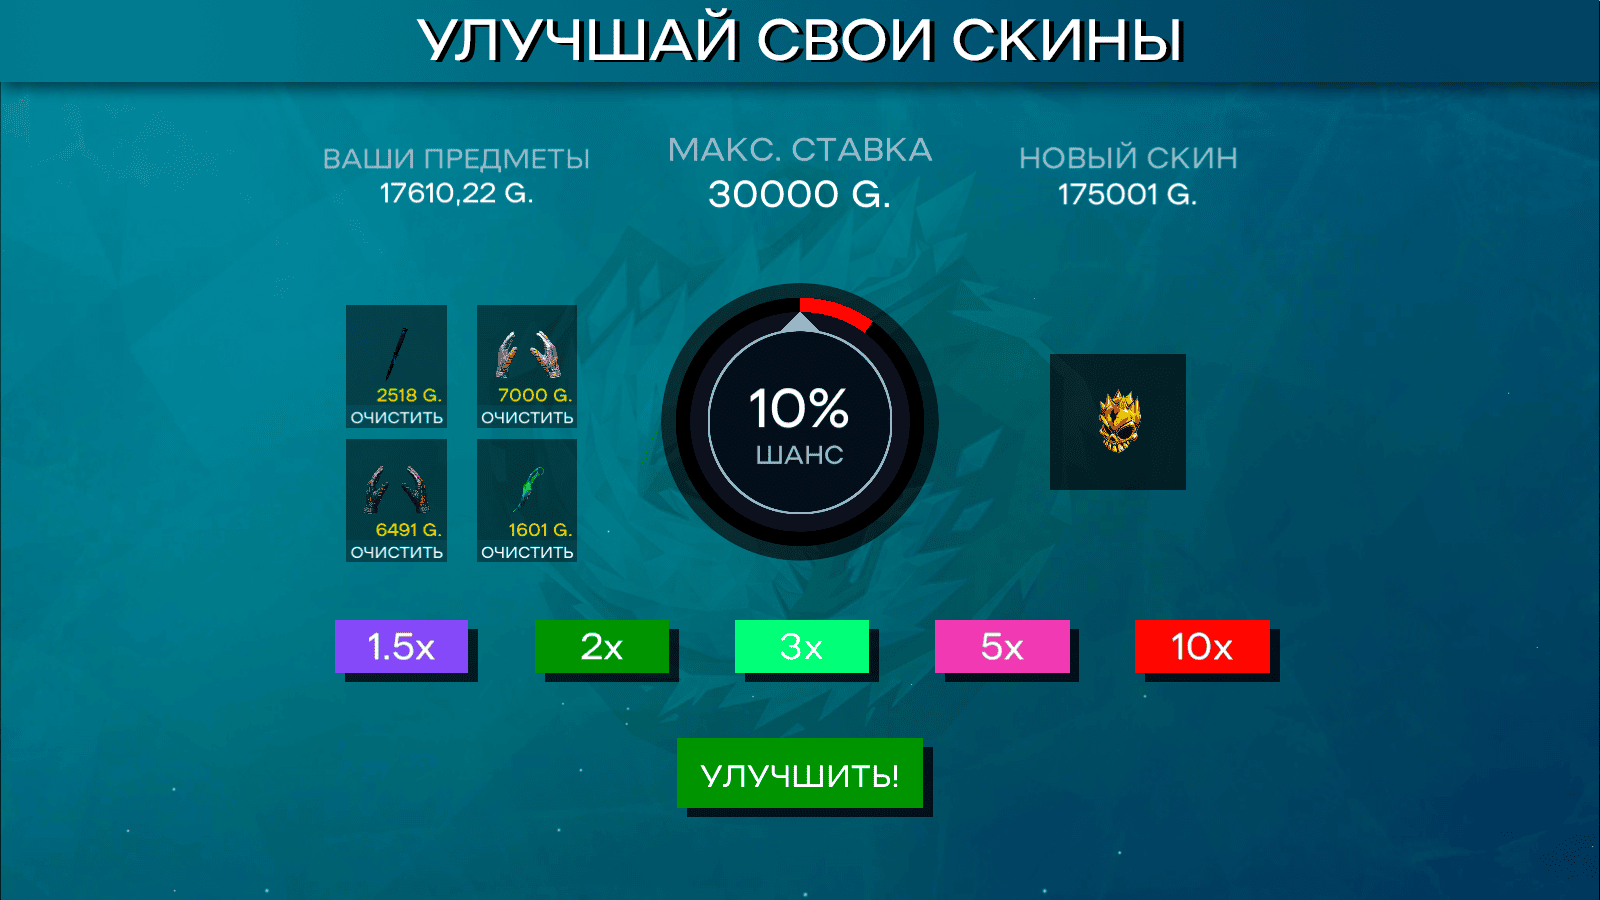 УЛУЧШАЙ СВОИ СКИНЫ
ВАШИ ПРЕДМЕТЫ
17610,22 G.
МАКС. СТАВКА
30000 G.
НОВЫЙ СКИН
175001 G.
2518 G.
ОЧИСТИТЬ
7000 G.
ОЧИСТИТЬ
6491 G.
ОЧИСТИТЬ
1601 G.
ОЧИСТИТЬ
10%
ШАНС
1.5x
2x
3x
5x
10x
УЛУЧШИТЬ!